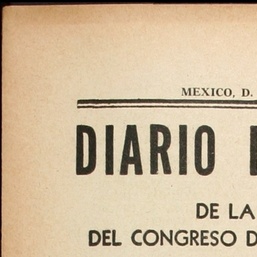 MEXICO, D.
DIARIO
DE LA
DEL CONGRESO D